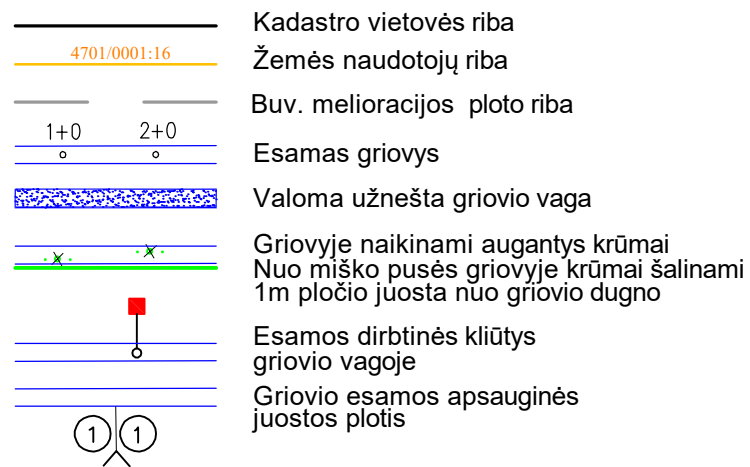 Kadastro vietovės riba
4701/0001:16
Žemės naudotojų riba
Buv. melioracijos ploto riba
1+0 2+0
Esamas griovys
Valoma užnešta griovio vaga
Griovyje naikinami augantys krūmai
Nuo miško pusės griovyje krūmai šalinami
1m pločio juosta nuo griovio dugno
Esamos dirbtinės kliūtys
griovio vagoje
Griovio esamos apsauginės
juostos plotis
1 1